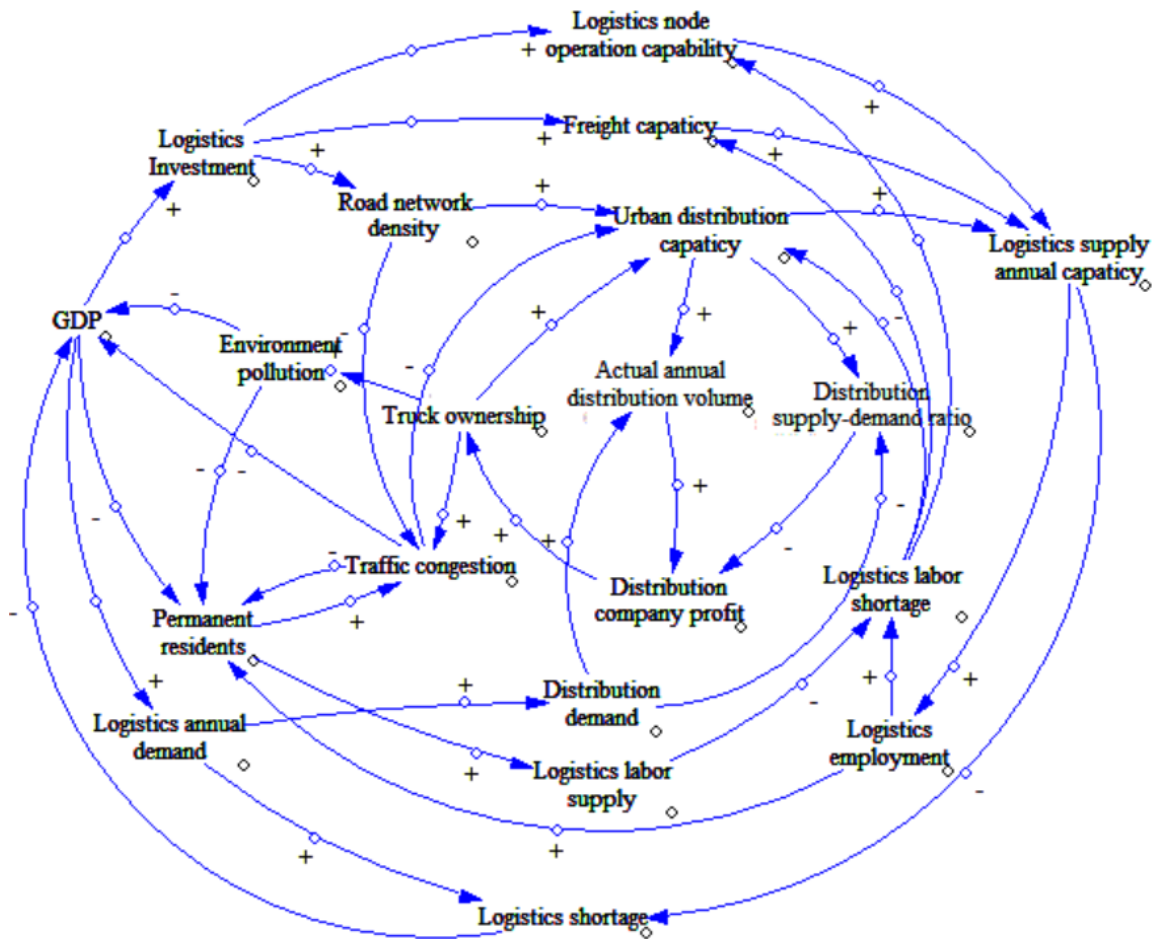 Logistics node
operation capability
+
+
-
Logistics
Investment
Freight capaticy
+
+
+
+
Road network
density
+
+
Urban distribution
capaticy
+
Logistics supply
annual capaticy
-
GDP
Environment
pollution
+
-
-
+
+
-
+
Actual annual
distribution volume
Distribution
supply-demand ratio
Truck ownership
-
-
-
+
-
+
+
+
-
Traffic congestion
-
Distribution
company profit
Logistics labor
shortage
-
Permanent
residents
+
+
+
+
-
Logistics annual
demand
Distribution
demand
+
Logistics
employment
Logistics labor
supply
+
-
+
+
Logistics shortage